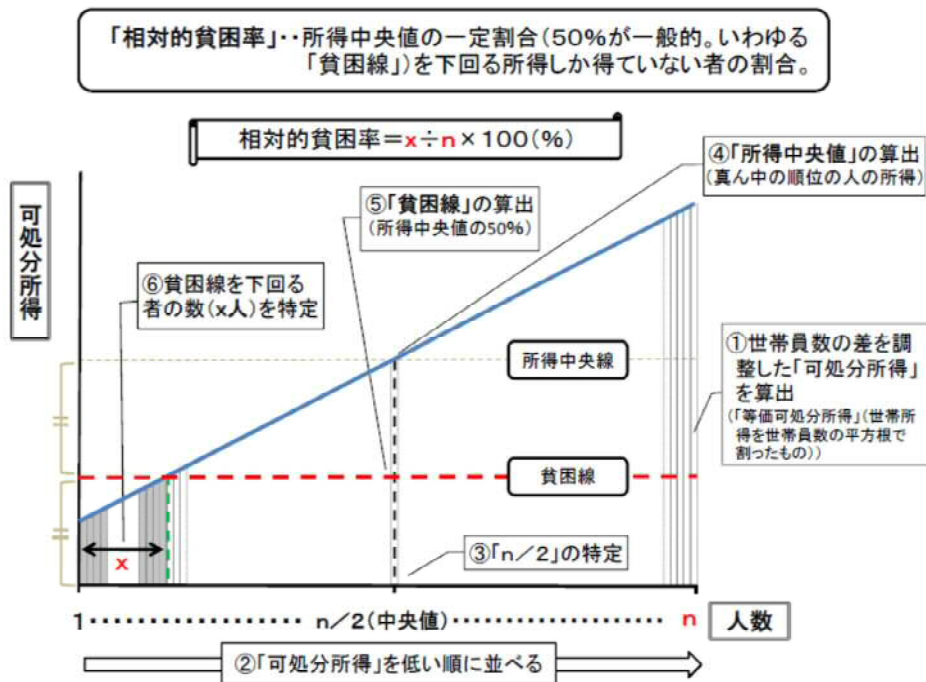 「相対的貧困率」‥所得中央値の一定割合(50%が一般的。いわゆる
「貧困線」)を下回る所得しか得ていない者の割合。
相対的貧困率=x÷n×100(%)
④「所得中央値」の算出
(真ん中の順位の人の所得)
⑤「貧困線」の算出
(所得中央値の50%)
可処分所得
⑥貧困線を下回る
者の数(x人)を特定
所得中央線
①世帯員数の差を調
整した「可処分所得」
を算出
(「等価可処分所得」(世帯所
得を世帯員数の平方根で
割ったもの))
貧困線
x
③「n/2」の特定
1‥‥‥‥‥‥‥‥‥n/2(中央値)‥‥‥‥‥‥‥‥‥n 人数
②「可処分所得」を低い順に並べる